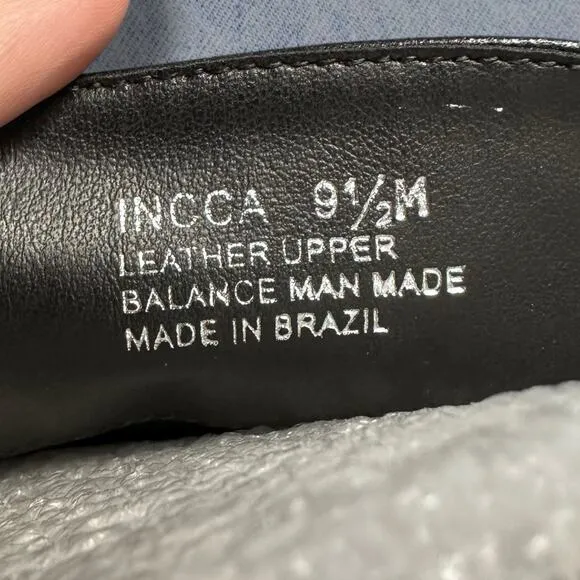 INCCA 9½M
LEATHER UPPER
BALANCE MAN MADE
MADE IN BRAZIL